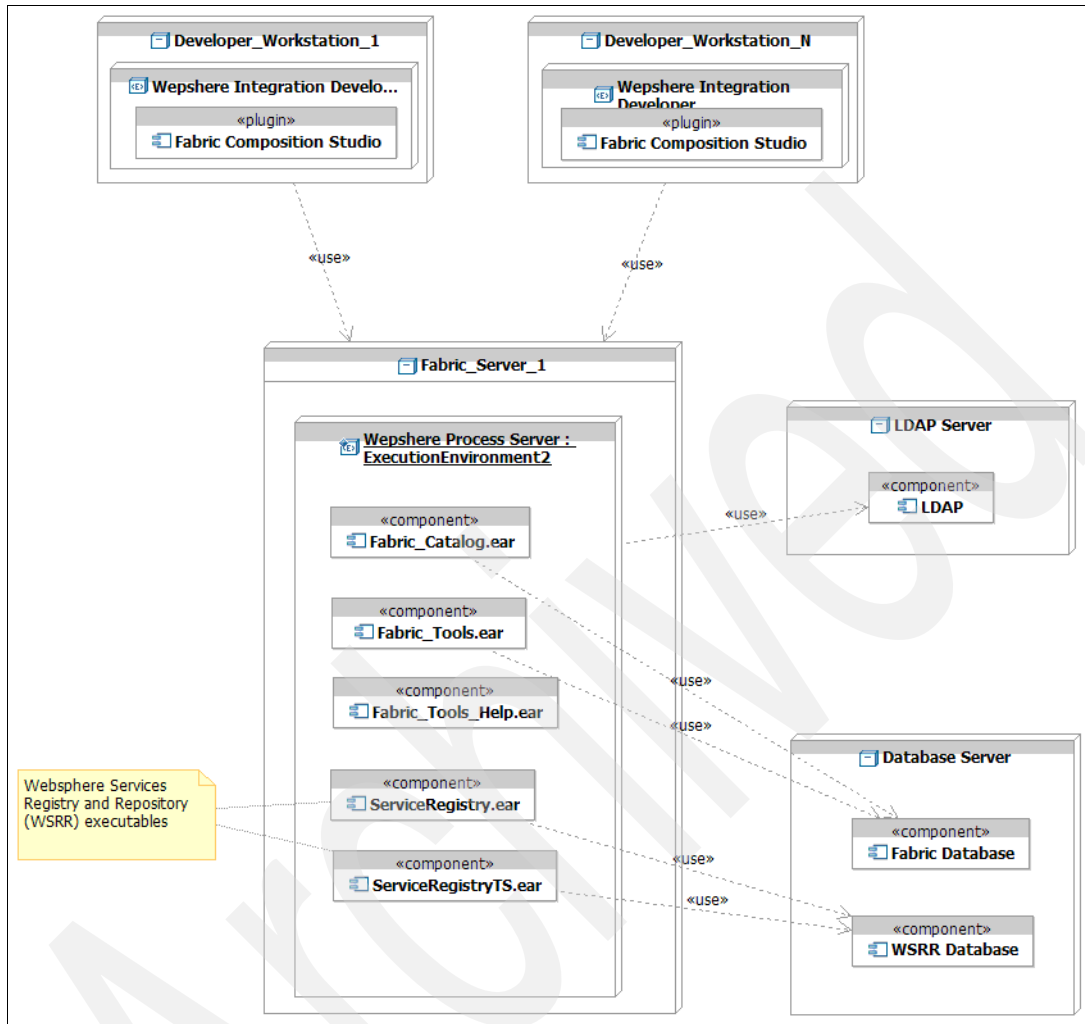 Developer_Workstation_1
Wepshere Integration Develo...
«plugin»
Fabric Composition Studio
Developer_Workstation_N
Wepshere Integration
Developer
«plugin»
Fabric Composition Studio
«use»
«use»
Fabric_Server_1
Wepshere Process Server :
ExecutionEnvironment2
«component»
Fabric_Catalog.ear
«component»
Fabric_Tools.ear
«component»
Fabric_Tools_Help.ear
«component»
ServiceRegistry.ear
«component»
ServiceRegistryTS.ear
Websphere Services
Registry and Repository
(WSRR) executables
«use»
LDAP Server
«component»
LDAP
«use»
«use»
«use»
«use»
Database Server
«component»
Fabric Database
«component»
WSRR Database
Archived